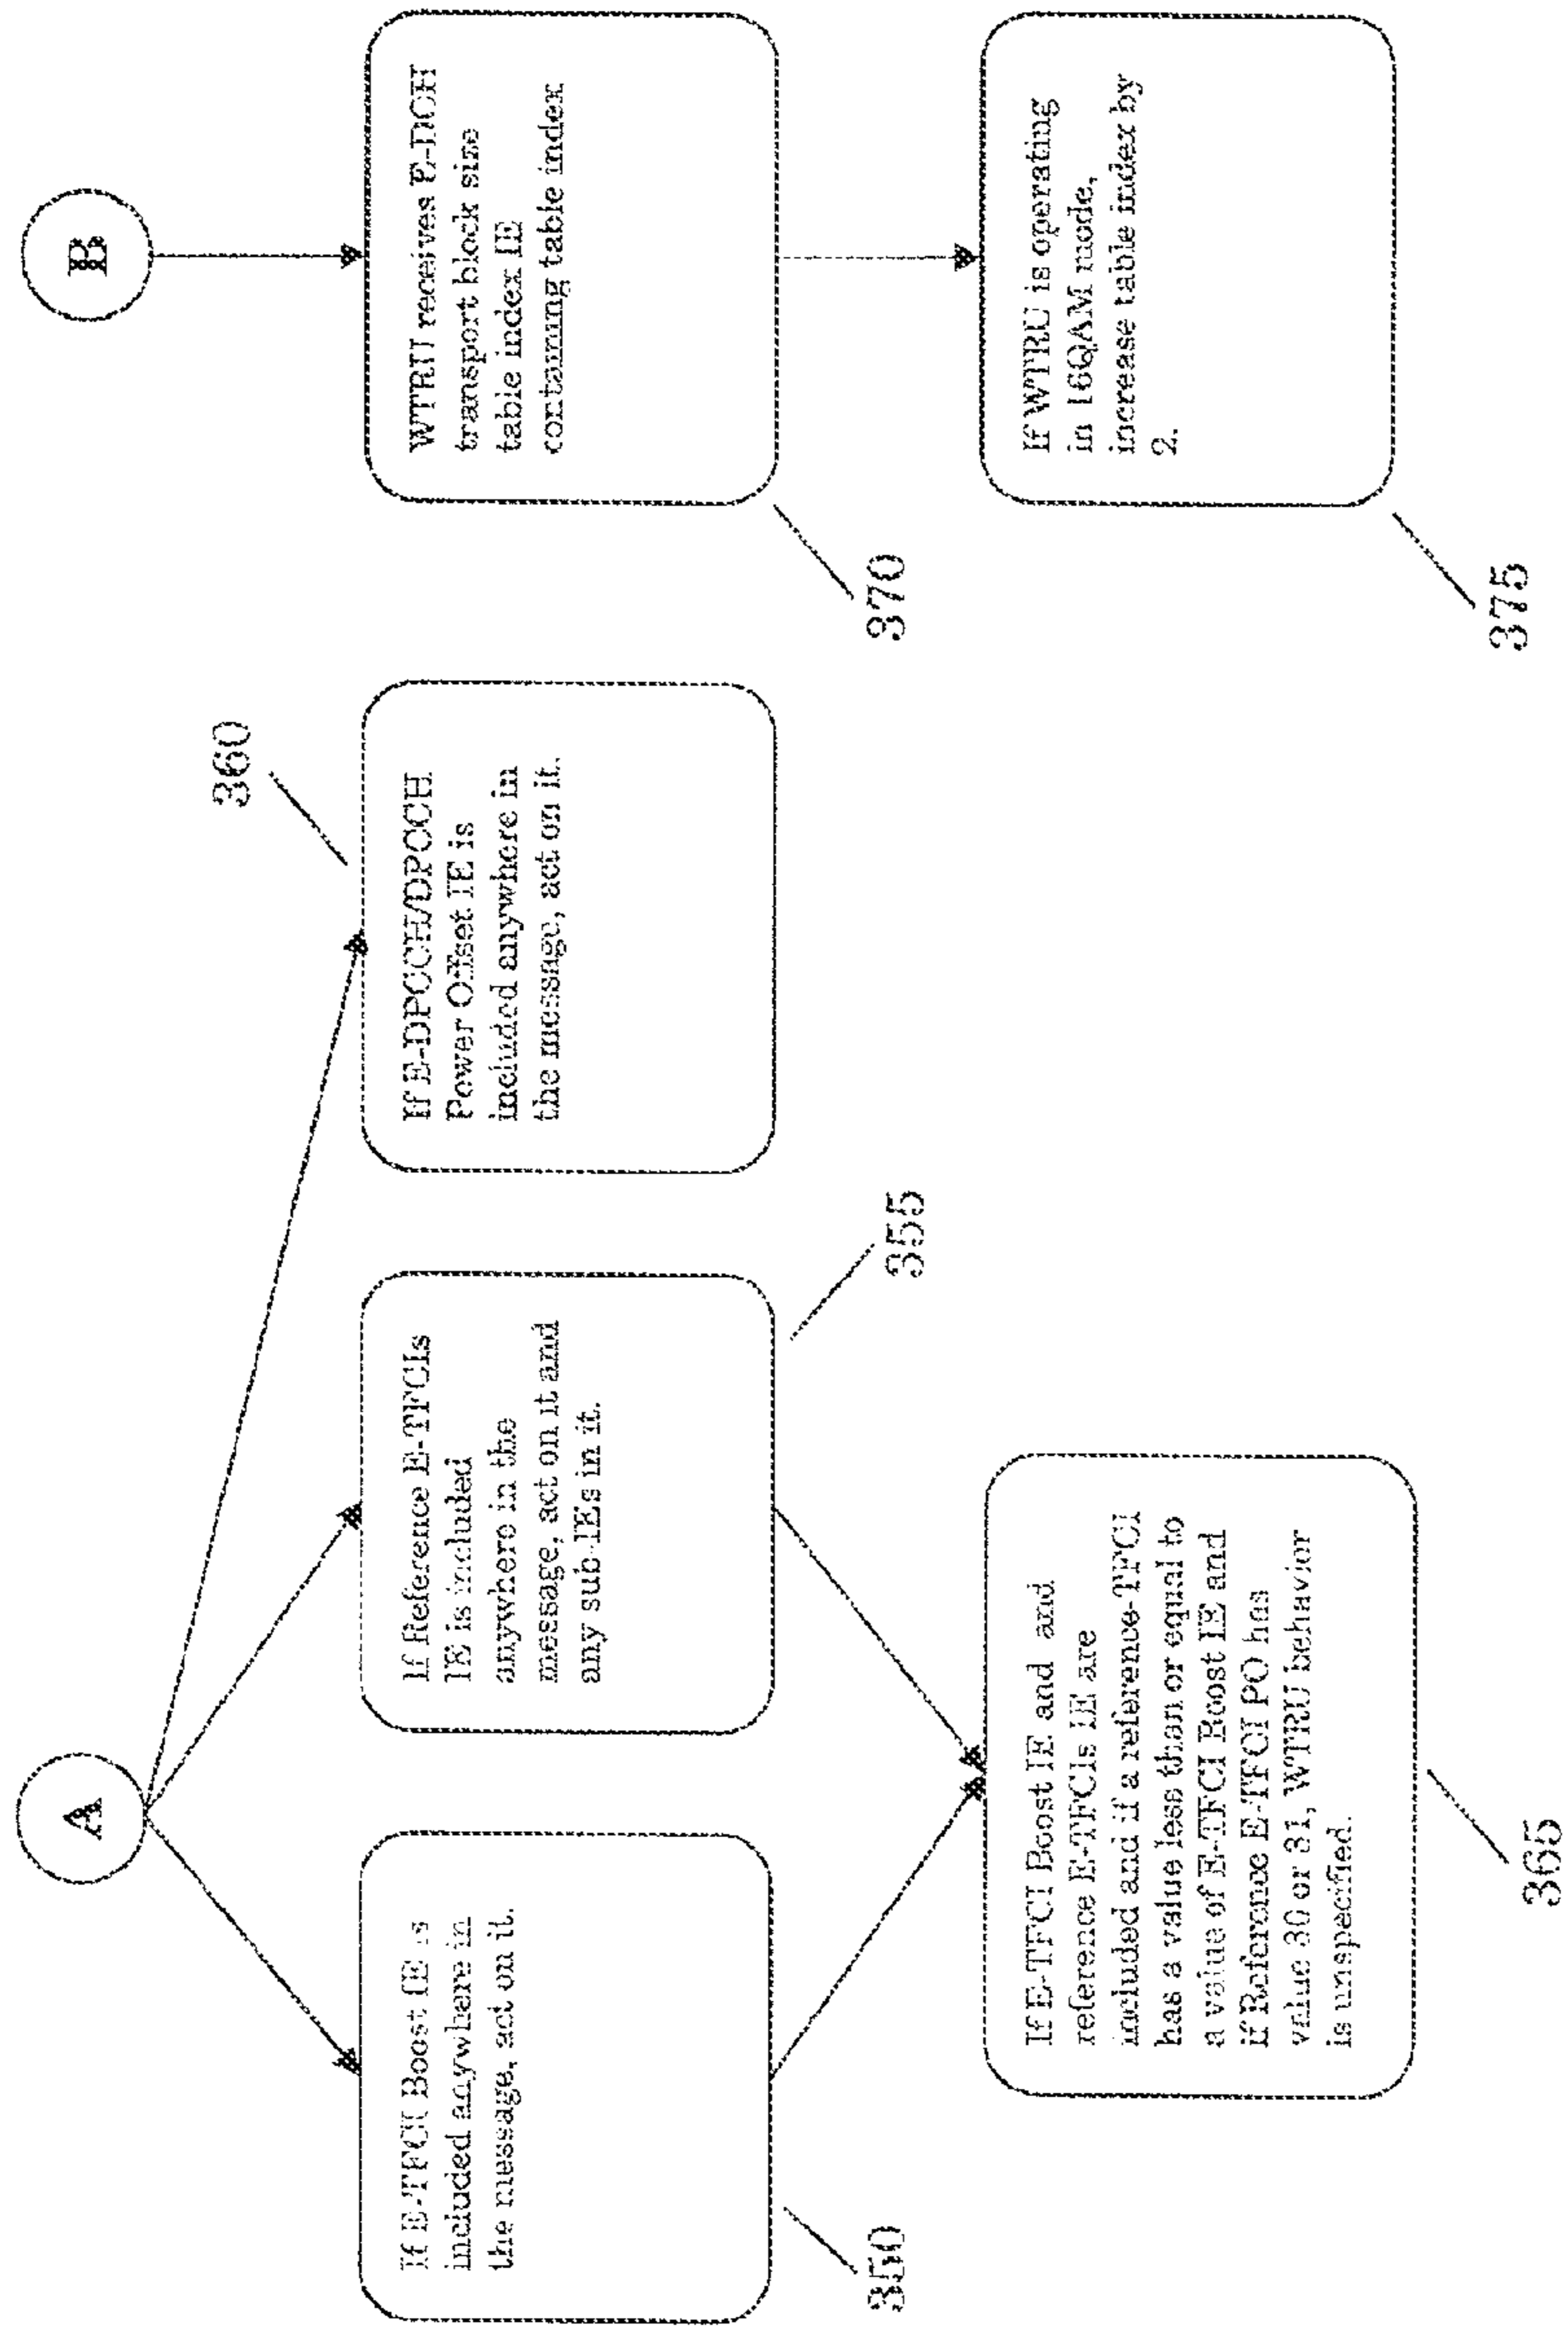 A
If E-TFCI Boost IE is
included anywhere in
the message, act on it.
350
If Reference E-TFCIs
IE is included
anywhere in the
message, act on it and
any sub-IEs in it.
355
If E-DPCCH/DPCCH
Power Offset IE is
included anywhere in
the message, act on it.
360
If E-TFCI Boost IE and and
reference E-TFCIs IE are
included and if a reference-TFCI
has a value less than or equal to
a value of E-TFCI Boost IE and
if Reference E-TFCI PO has
value 30 or 31, WTRU behavior
is unspecified.
365
B
WTRU receives E-DCH
transport block size
table index IE
containing table index
370
If WTRU is operating
in 16QAM mode,
increase table index by
2.
375